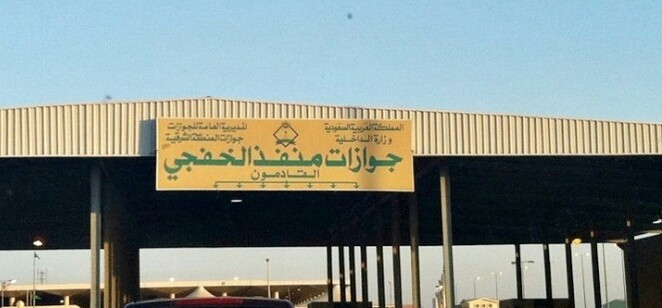 المملكة العربية السعودية
وزارة الداخلية
المديرية العامة للجوازات
جوازات المنطقة الشرقية
جوازات منفذ الخفجي
القادمون